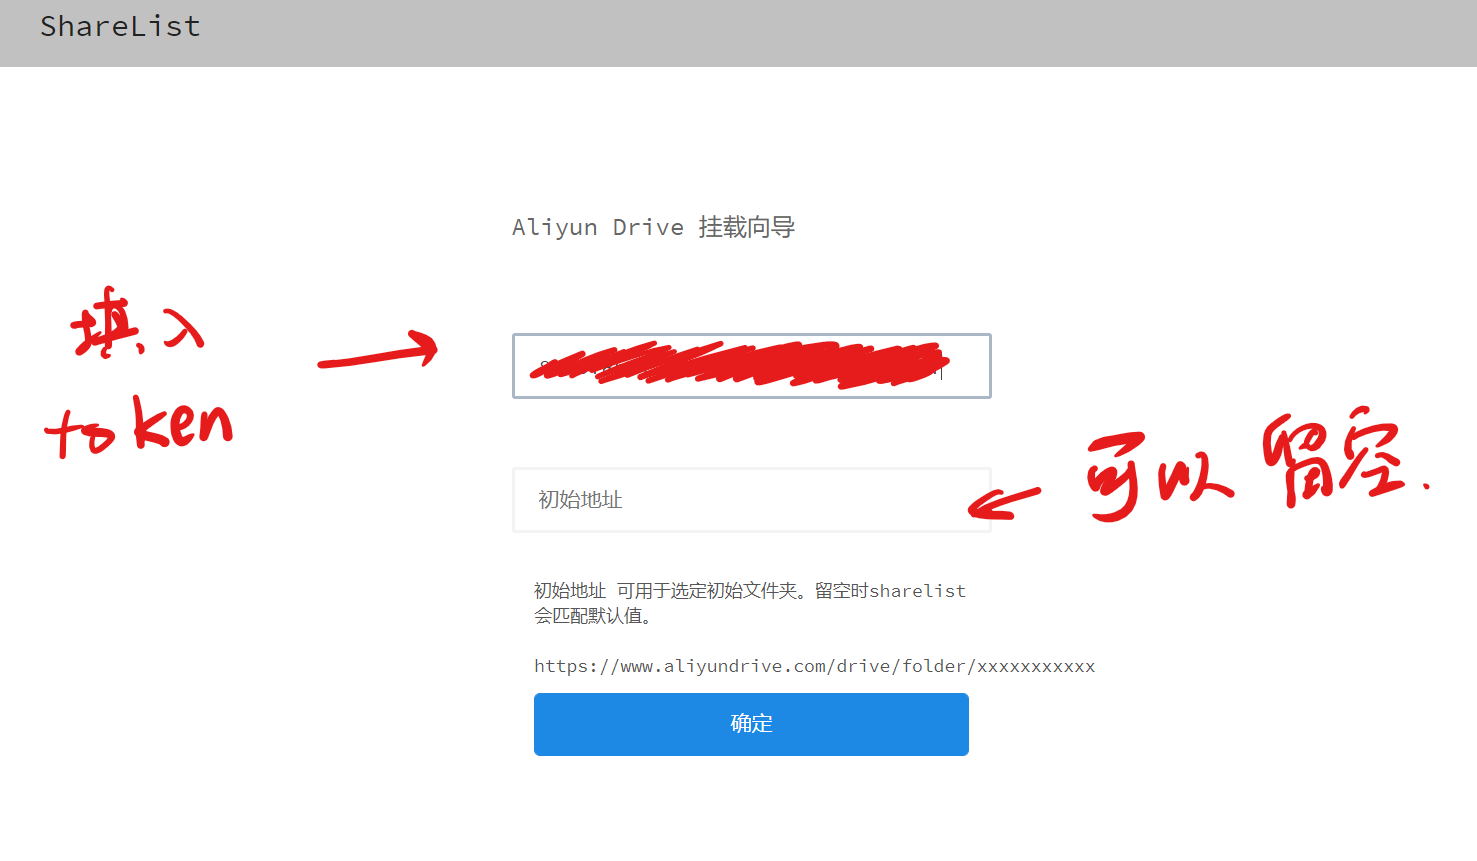 ShareList
Aliyun Drive 挂载向导
填入
token
可以留空.
初始地址
初始地址 可用于选定初始文件夹。留空时sharelist
会匹配默认值。
https://www.aliyundrive.com/drive/folder/xxxxxxxxxxx
确定